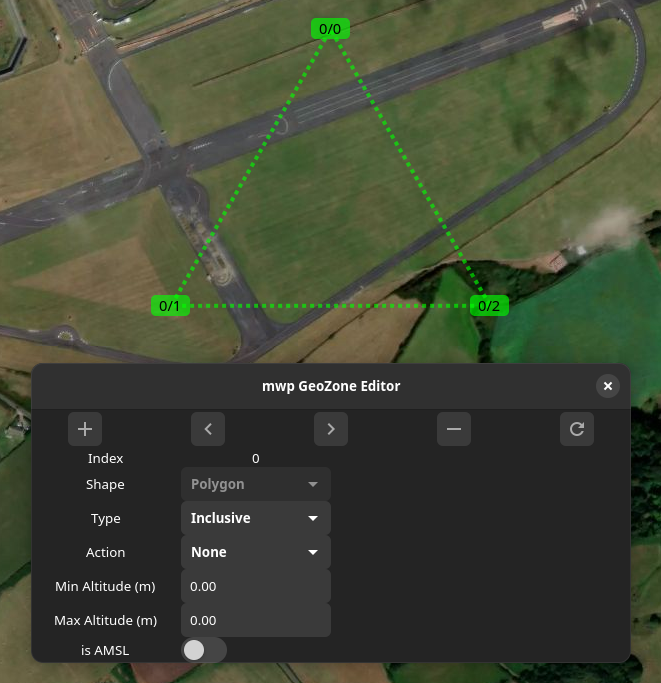 0/0
0/1
0/2
mwp GeoZone Editor
Index 0
Shape Polygon
Type Inclusive
Action None
Min Altitude (m) 0.00
Max Altitude (m) 0.00
is AMSL